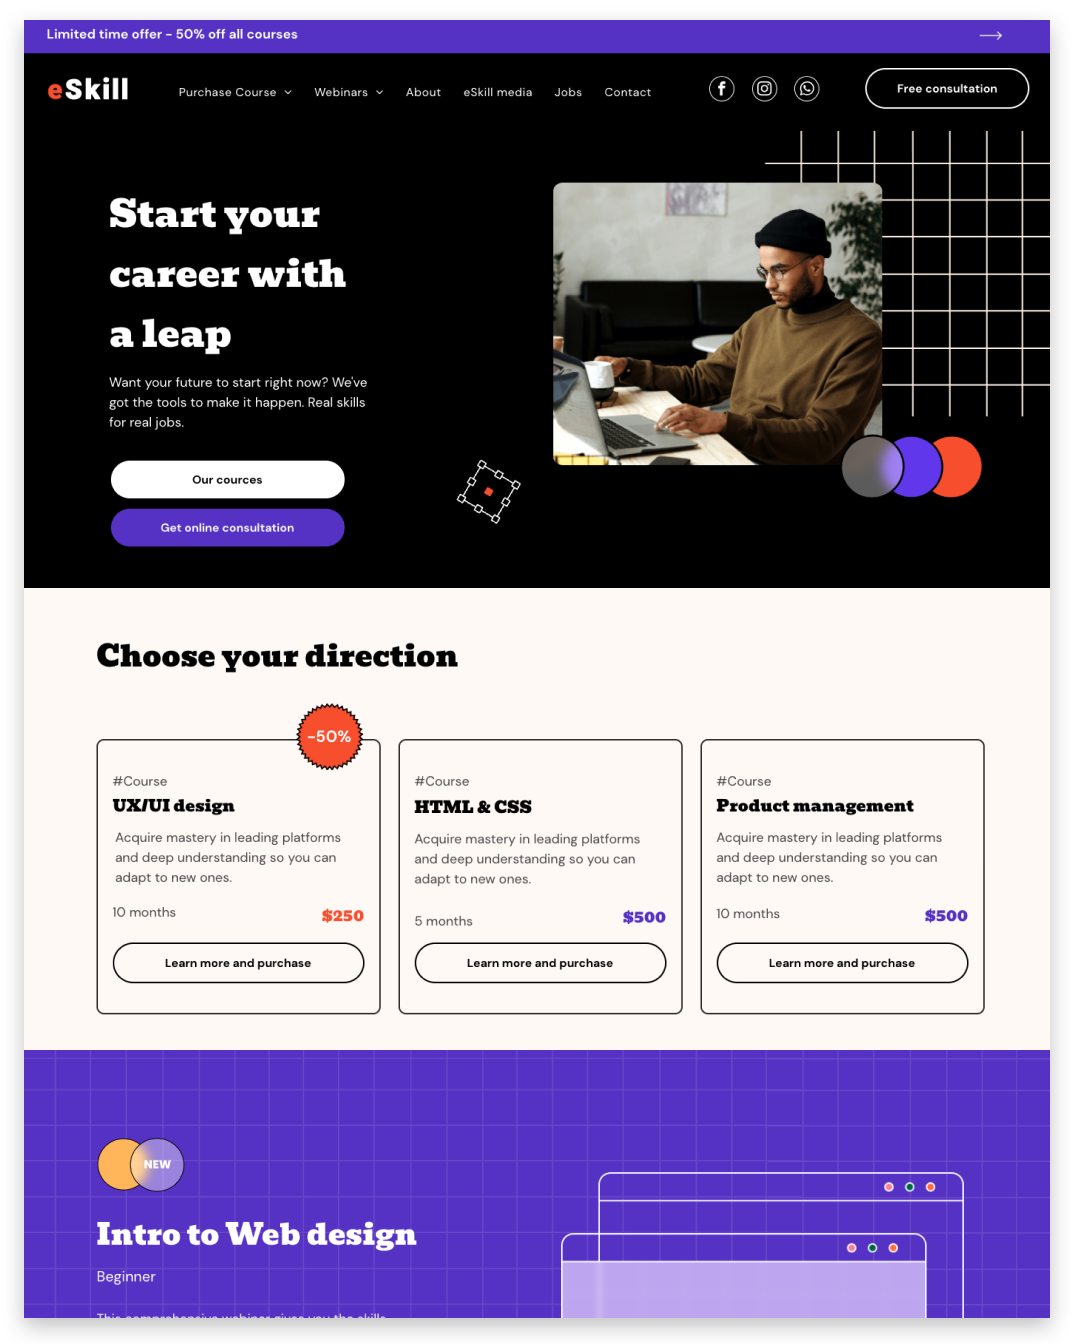 Limited time offer - 50% off all courses
eSkill
Purchase Course
Webinars
About
eSkill media
Jobs
Contact
Free consultation
Start your
career with
a leap
Want your future to start right now? We've
got the tools to make it happen. Real skills
for real jobs.
Our cources
Get online consultation
Choose your direction
-50%
#Course
UX/UI design
Acquire mastery in leading platforms
and deep understanding so you can
adapt to new ones.
10 months
$250
Learn more and purchase
#Course
HTML & CSS
Acquire mastery in leading platforms
and deep understanding so you can
adapt to new ones.
5 months
$500
Learn more and purchase
#Course
Product management
Acquire mastery in leading platforms
and deep understanding so you can
adapt to new ones.
10 months
$500
Learn more and purchase
NEW
Intro to Web design
Beginner
This comprehensive webinar gives you the skills